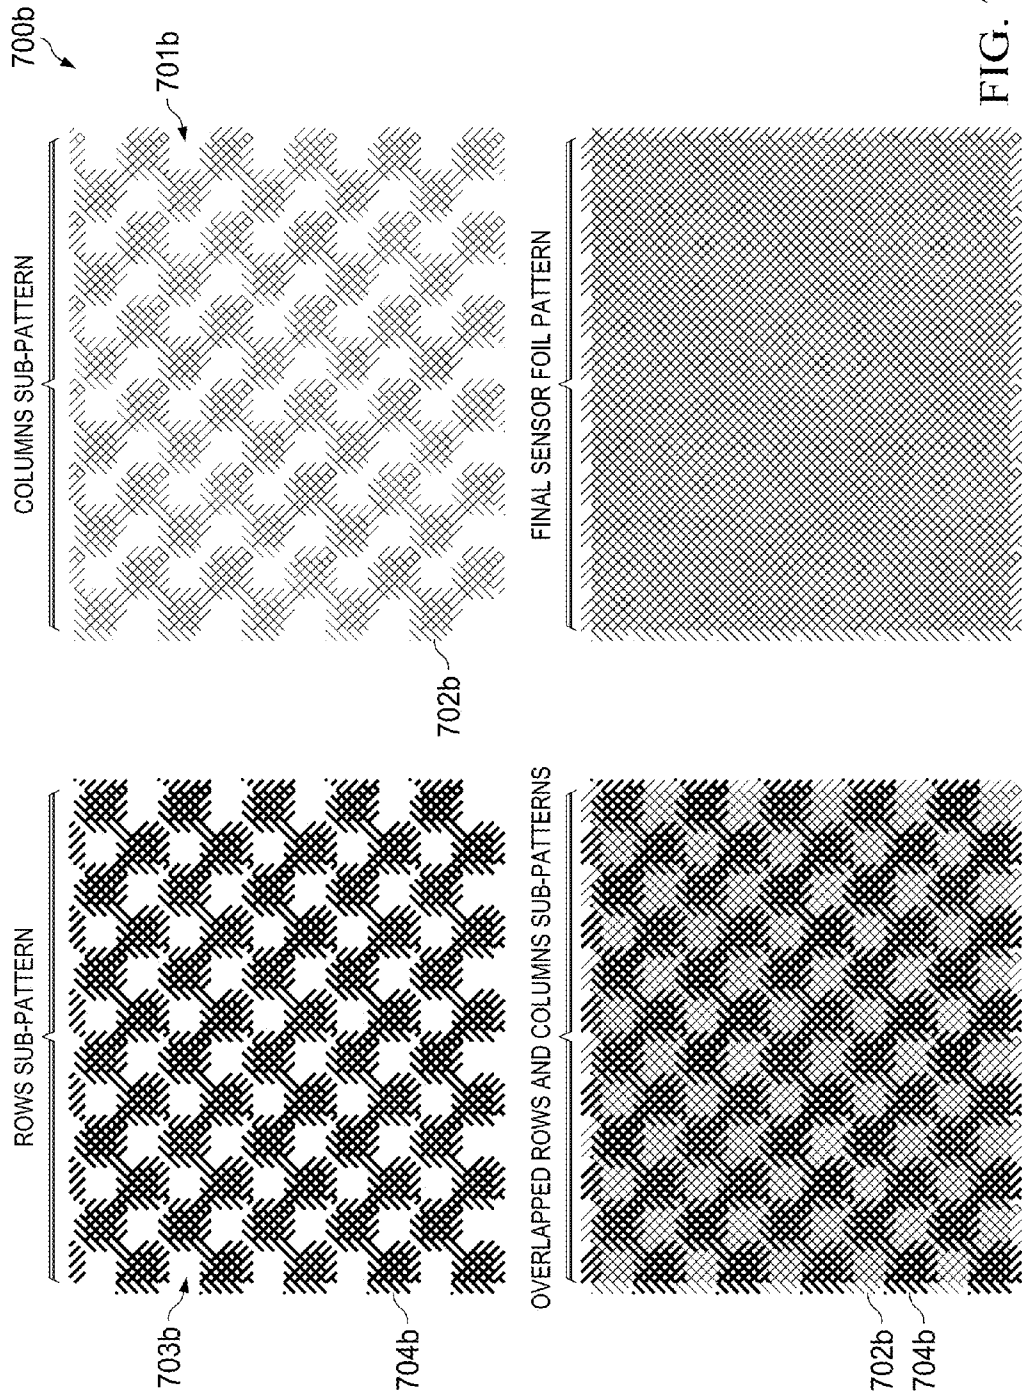 700b
ROWS SUB-PATTERN
COLUMNS SUB-PATTERN
703b
704b
701b
702b
OVERLAPPED ROWS AND COLUMNS SUB-PATTERNS
FINAL SENSOR FOIL PATTERN
702b
704b
FIG.